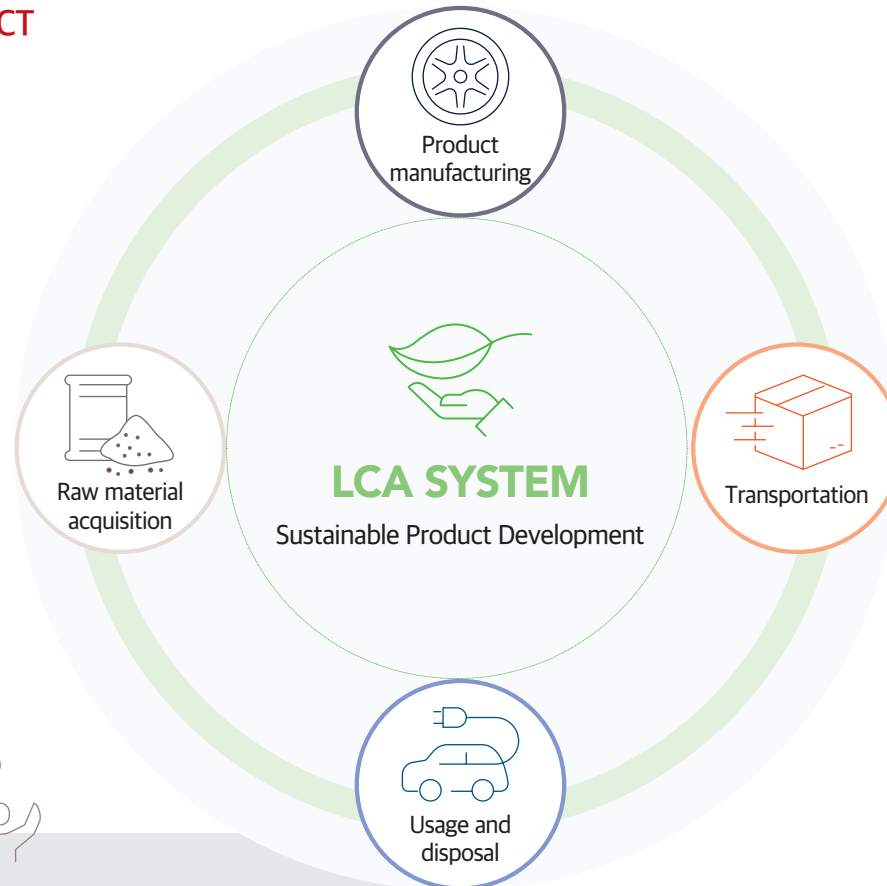 CT
Product
manufacturing
Raw material
acquisition
LCA SYSTEM
Sustainable Product Development
Transportation
Usage and
disposal